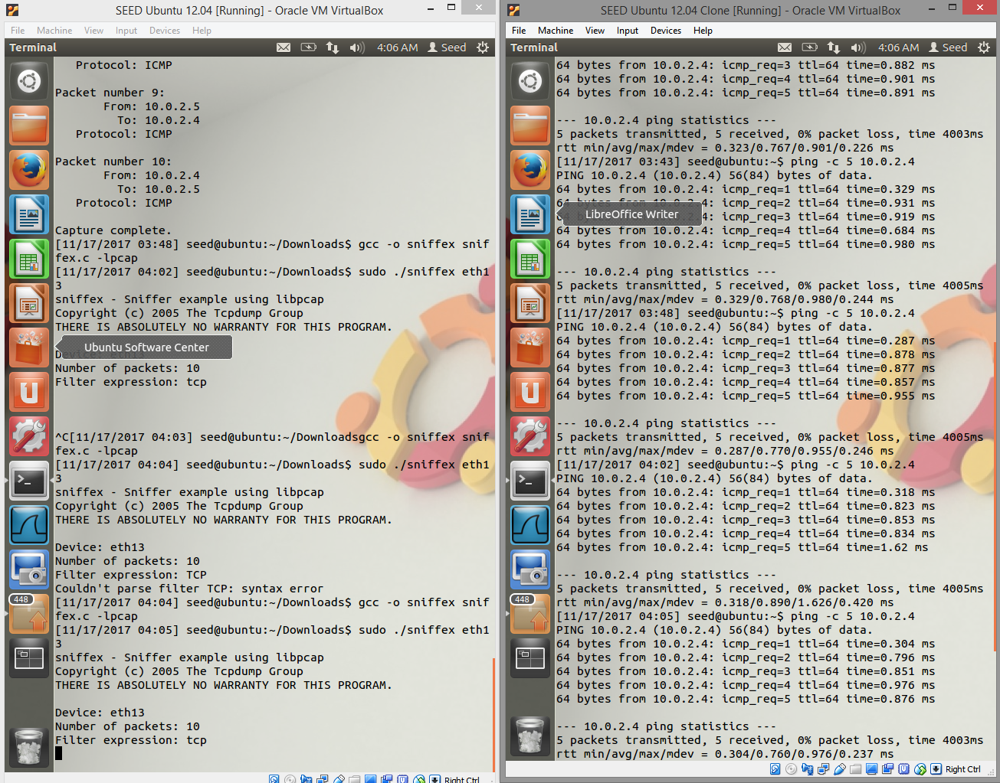 SEED Ubuntu 12.04 [Running] - Oracle VM VirtualBox
File Machine View Input Devices Help
Terminal
4:06 AM Seed
Protocol: ICMP
Packet number 9:
From: 10.0.2.5
To: 10.0.2.4
Protocol: ICMP
Packet number 10:
From: 10.0.2.4
To: 10.0.2.5
Protocol: ICMP
Capture complete.
[11/17/2017 03:48] seed@ubuntu:~/Downloads$ gcc -o sniffex snif
fex.c -lpcap
[11/17/2017 04:02] seed@ubuntu:~/Downloads$ sudo ./sniffex eth1
3
sniffex - Sniffer example using libpcap
Copyright (c) 2005 The Tcpdump Group
THERE IS ABSOLUTELY NO WARRANTY FOR THIS PROGRAM.
Ubuntu Software Center
Device: eth13
Number of packets: 10
Filter expression: tcp
^C[11/17/2017 04:03] seed@ubuntu:~/Downloadsgcc -o sniffex snif
fex.c -lpcap
[11/17/2017 04:04] seed@ubuntu:~/Downloads$ sudo ./sniffex eth1
3
sniffex - Sniffer example using libpcap
Copyright (c) 2005 The Tcpdump Group
THERE IS ABSOLUTELY NO WARRANTY FOR THIS PROGRAM.
Device: eth13
Number of packets: 10
Filter expression: TCP
Couldn't parse filter TCP: syntax error
[11/17/2017 04:04] seed@ubuntu:~/Downloads$ gcc -o sniffex snif
fex.c -lpcap
[11/17/2017 04:05] seed@ubuntu:~/Downloads$ sudo ./sniffex eth1
3
sniffex - Sniffer example using libpcap
Copyright (c) 2005 The Tcpdump Group
THERE IS ABSOLUTELY NO WARRANTY FOR THIS PROGRAM.
Device: eth13
Number of packets: 10
Filter expression: tcp
448
Right Ctrl
SEED Ubuntu 12.04 Clone [Running] - Oracle VM VirtualBox
File Machine View Input Devices Help
Terminal
4:06 AM Seed
64 bytes from 10.0.2.4: icmp_req=3 ttl=64 time=0.882 ms
64 bytes from 10.0.2.4: icmp_req=4 ttl=64 time=0.901 ms
64 bytes from 10.0.2.4: icmp_req=5 ttl=64 time=0.891 ms
--- 10.0.2.4 ping statistics ---
5 packets transmitted, 5 received, 0% packet loss, time 4003ms
rtt min/avg/max/mdev = 0.323/0.767/0.901/0.226 ms
[11/17/2017 03:43] seed@ubuntu:~$ ping -c 5 10.0.2.4
PING 10.0.2.4 (10.0.2.4) 56(84) bytes of data.
64 bytes from 10.0.2.4: icmp_req=1 ttl=64 time=0.329 ms
64 bytes from 10.0.2.4: icmp_req=2 ttl=64 time=0.931 ms
LibreOffice Writer
4: icmp_req=3 ttl=64 time=0.919 ms
64 bytes from 10.0.2.4: icmp_req=4 ttl=64 time=0.684 ms
64 bytes from 10.0.2.4: icmp_req=5 ttl=64 time=0.980 ms
--- 10.0.2.4 ping statistics ---
5 packets transmitted, 5 received, 0% packet loss, time 4005ms
rtt min/avg/max/mdev = 0.329/0.768/0.980/0.244 ms
[11/17/2017 03:48] seed@ubuntu:~$ ping -c 5 10.0.2.4
PING 10.0.2.4 (10.0.2.4) 56(84) bytes of data.
64 bytes from 10.0.2.4: icmp_req=1 ttl=64 time=0.287 ms
64 bytes from 10.0.2.4: icmp_req=2 ttl=64 time=0.878 ms
64 bytes from 10.0.2.4: icmp_req=3 ttl=64 time=0.877 ms
64 bytes from 10.0.2.4: icmp_req=4 ttl=64 time=0.857 ms
64 bytes from 10.0.2.4: icmp_req=5 ttl=64 time=0.955 ms
--- 10.0.2.4 ping statistics ---
5 packets transmitted, 5 received, 0% packet loss, time 4005ms
rtt min/avg/max/mdev = 0.287/0.770/0.955/0.246 ms
[11/17/2017 04:02] seed@ubuntu:~$ ping -c 5 10.0.2.4
PING 10.0.2.4 (10.0.2.4) 56(84) bytes of data.
64 bytes from 10.0.2.4: icmp_req=1 ttl=64 time=0.318 ms
64 bytes from 10.0.2.4: icmp_req=2 ttl=64 time=0.823 ms
64 bytes from 10.0.2.4: icmp_req=3 ttl=64 time=0.853 ms
64 bytes from 10.0.2.4: icmp_req=4 ttl=64 time=0.834 ms
64 bytes from 10.0.2.4: icmp_req=5 ttl=64 time=1.62 ms
--- 10.0.2.4 ping statistics ---
5 packets transmitted, 5 received, 0% packet loss, time 4005ms
rtt min/avg/max/mdev = 0.318/0.890/1.626/0.420 ms
[11/17/2017 04:05] seed@ubuntu:~$ ping -c 5 10.0.2.4
PING 10.0.2.4 (10.0.2.4) 56(84) bytes of data.
64 bytes from 10.0.2.4: icmp_req=1 ttl=64 time=0.304 ms
64 bytes from 10.0.2.4: icmp_req=2 ttl=64 time=0.796 ms
64 bytes from 10.0.2.4: icmp_req=3 ttl=64 time=0.851 ms
64 bytes from 10.0.2.4: icmp_req=4 ttl=64 time=0.976 ms
64 bytes from 10.0.2.4: icmp_req=5 ttl=64 time=0.876 ms
--- 10.0.2.4 ping statistics ---
5 packets transmitted, 5 received, 0% packet loss, time 4003ms
rtt min/avg/max/mdev = 0.304/0.760/0.976/0.237 ms
448
Right Ctrl